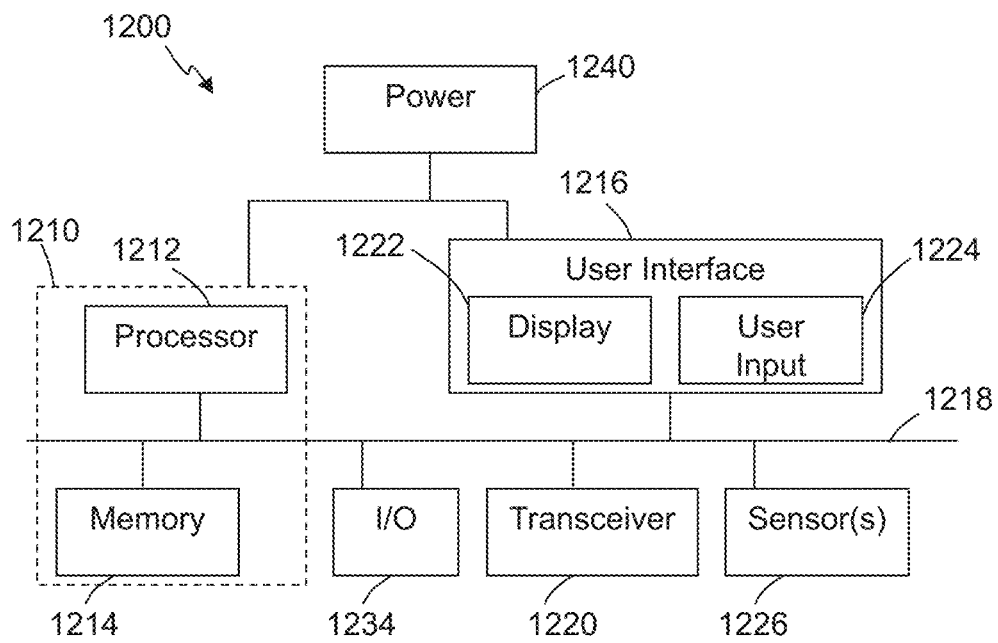 1200
1240
Power
1216
1210
1212
1222
1224
User Interface
Processor
Display
User
Input
1218
Memory
I/O
Transceiver
Sensor(s)
1214
1234
1220
1226